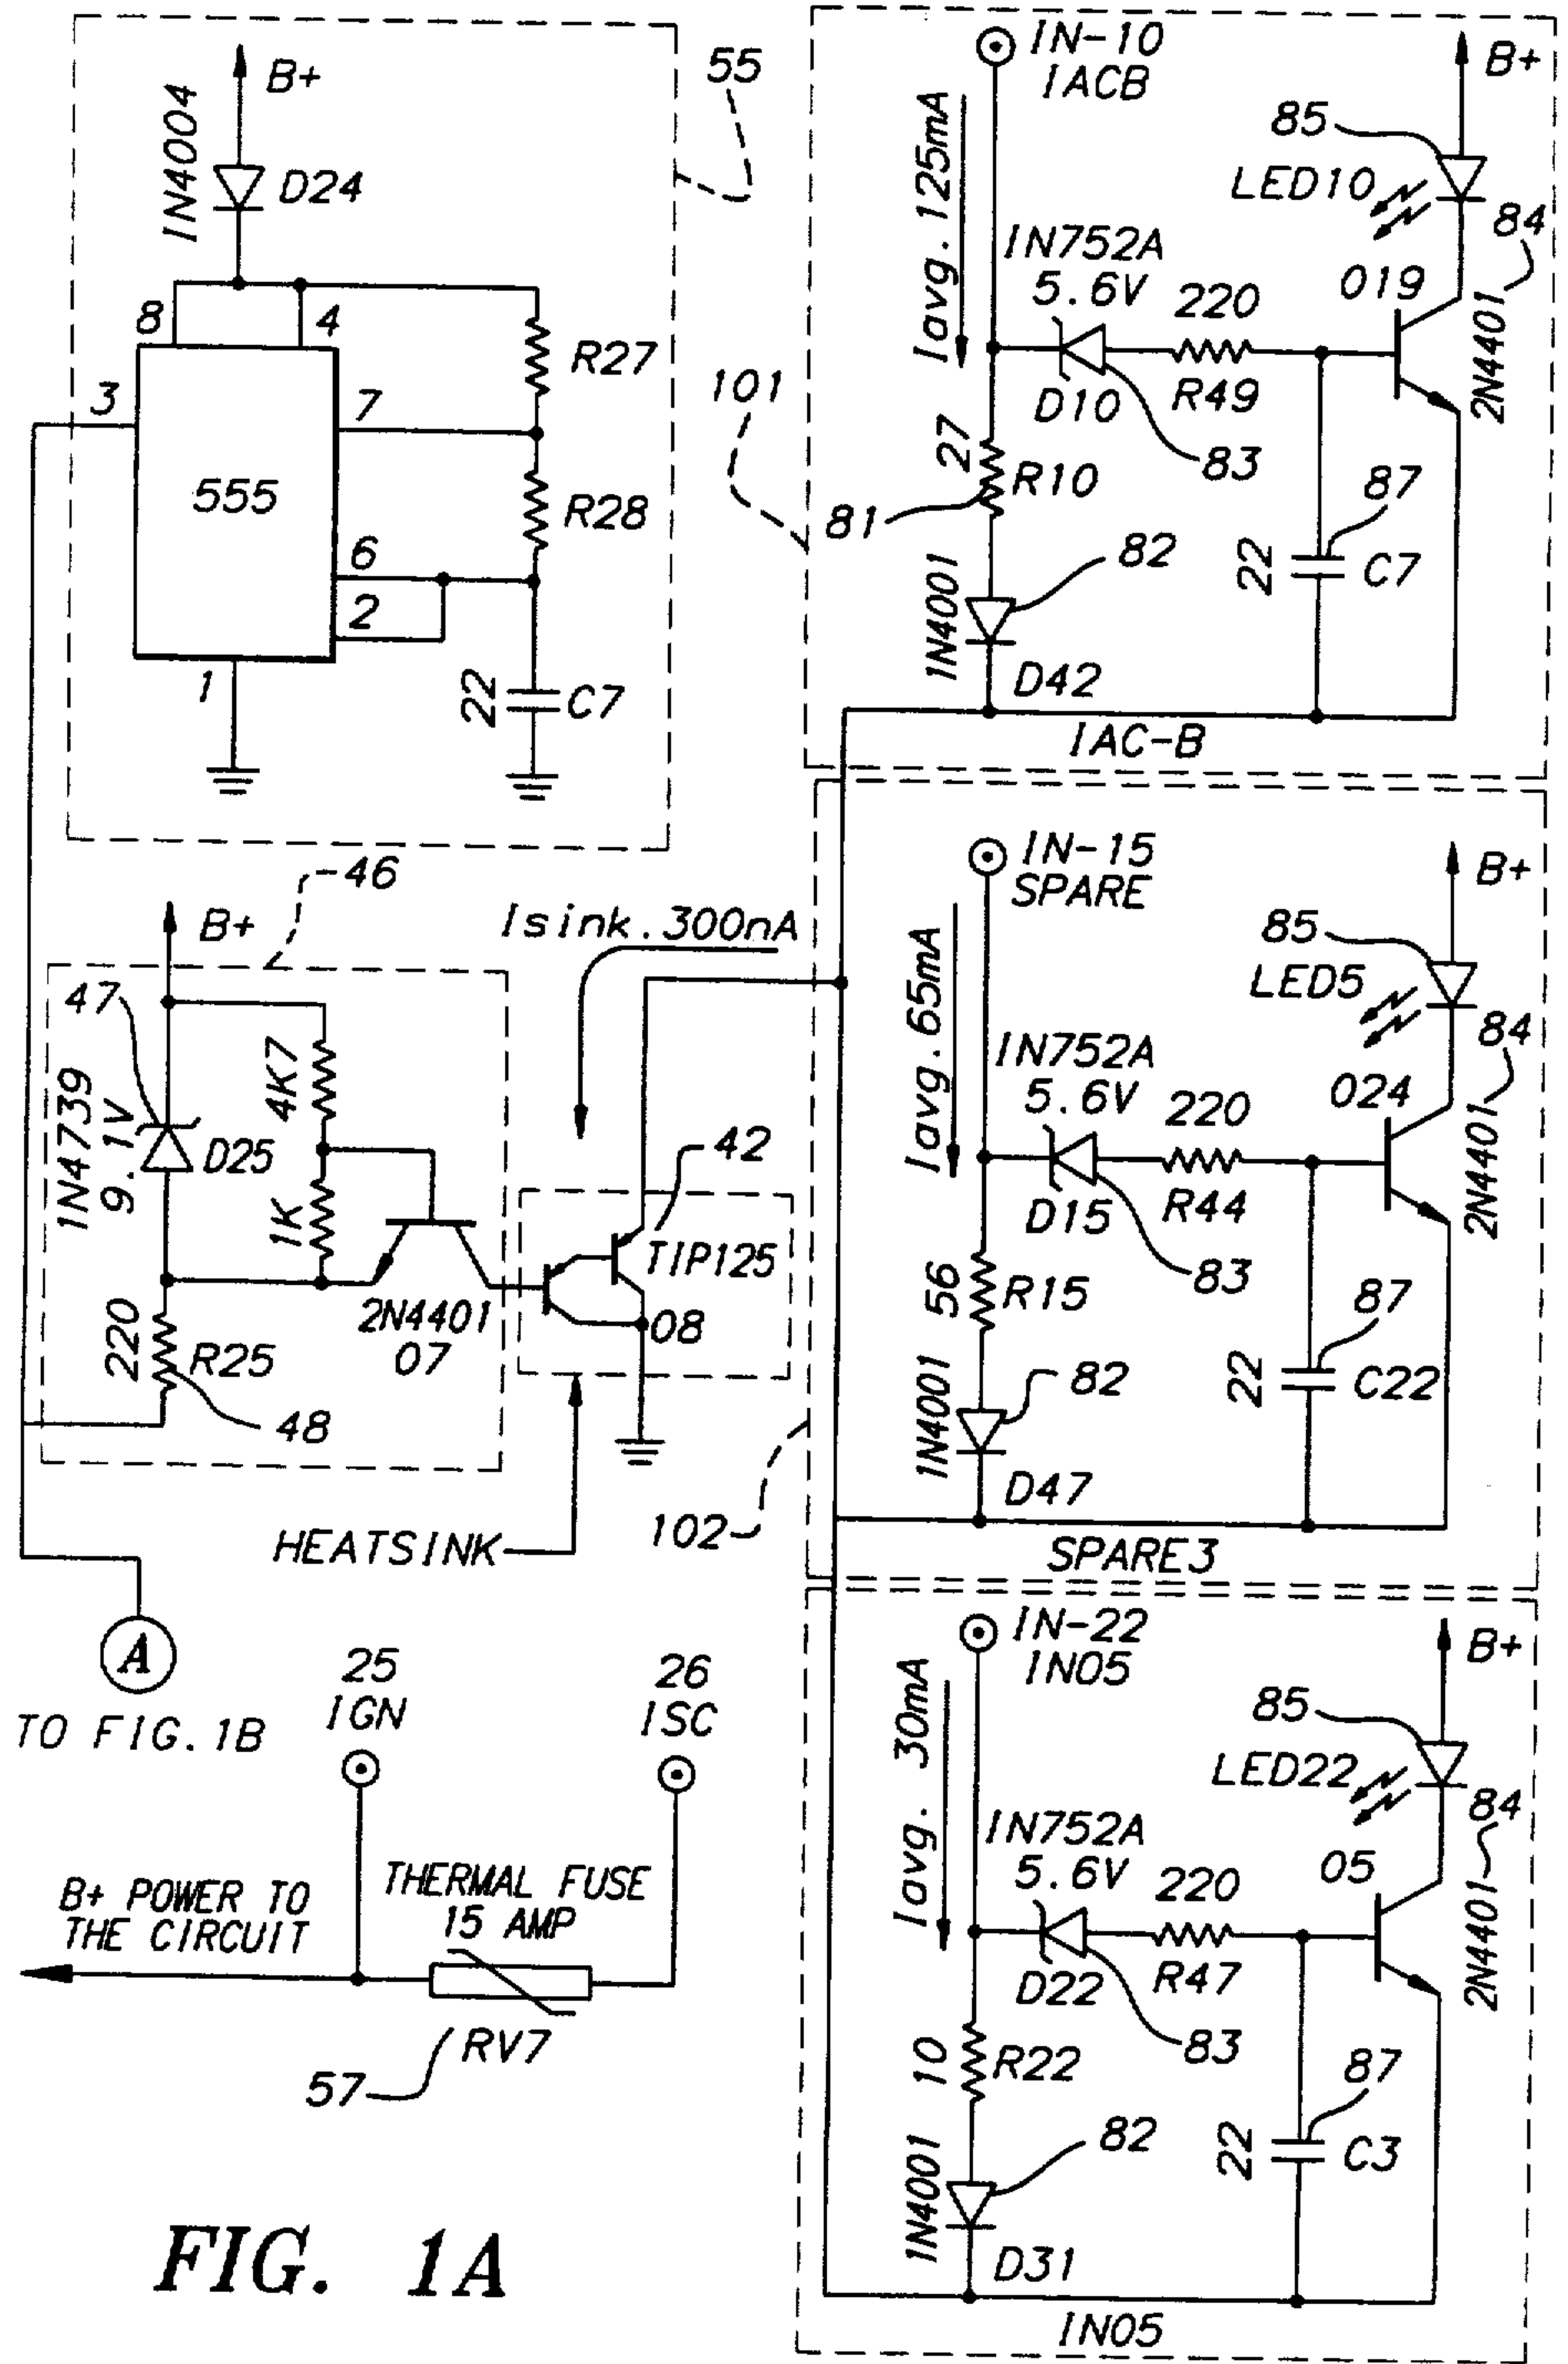 B+
1N4004
D24
55
8
4
3
7
R27
555
R28
6
2
1
22
C7
46
B+
Isink.300nA
47
1N4739
9.1V
D25
4K7
1K
42
TIP125
08
2N4401
07
220
R25
48
HEATSINK
A
TO FIG.1B
25
IGN
26
ISC
B+ POWER TO
THE CIRCUIT
THERMAL FUSE
15 AMP
RV7
57
FIG. 1A
IN-10
IACB
B+
85
LED10
84
Iavg.125mA
IN752A
5.6V
220
019
2N4401
101
D10
R49
27
R10
83
87
81
82
22
C7
1N4001
D42
IAC-B
IN-15
SPARE
B+
85
LED5
84
Iavg.65mA
IN752A
5.6V
220
024
2N4401
D15
R44
56
R15
83
87
82
22
C22
1N4001
D47
102
SPARE3
IN-22
IN05
B+
85
LED22
84
Iavg. 30mA
IN752A
5.6V
220
05
2N4401
D22
R47
10
R22
83
87
82
22
C3
1N4001
D31
IN05